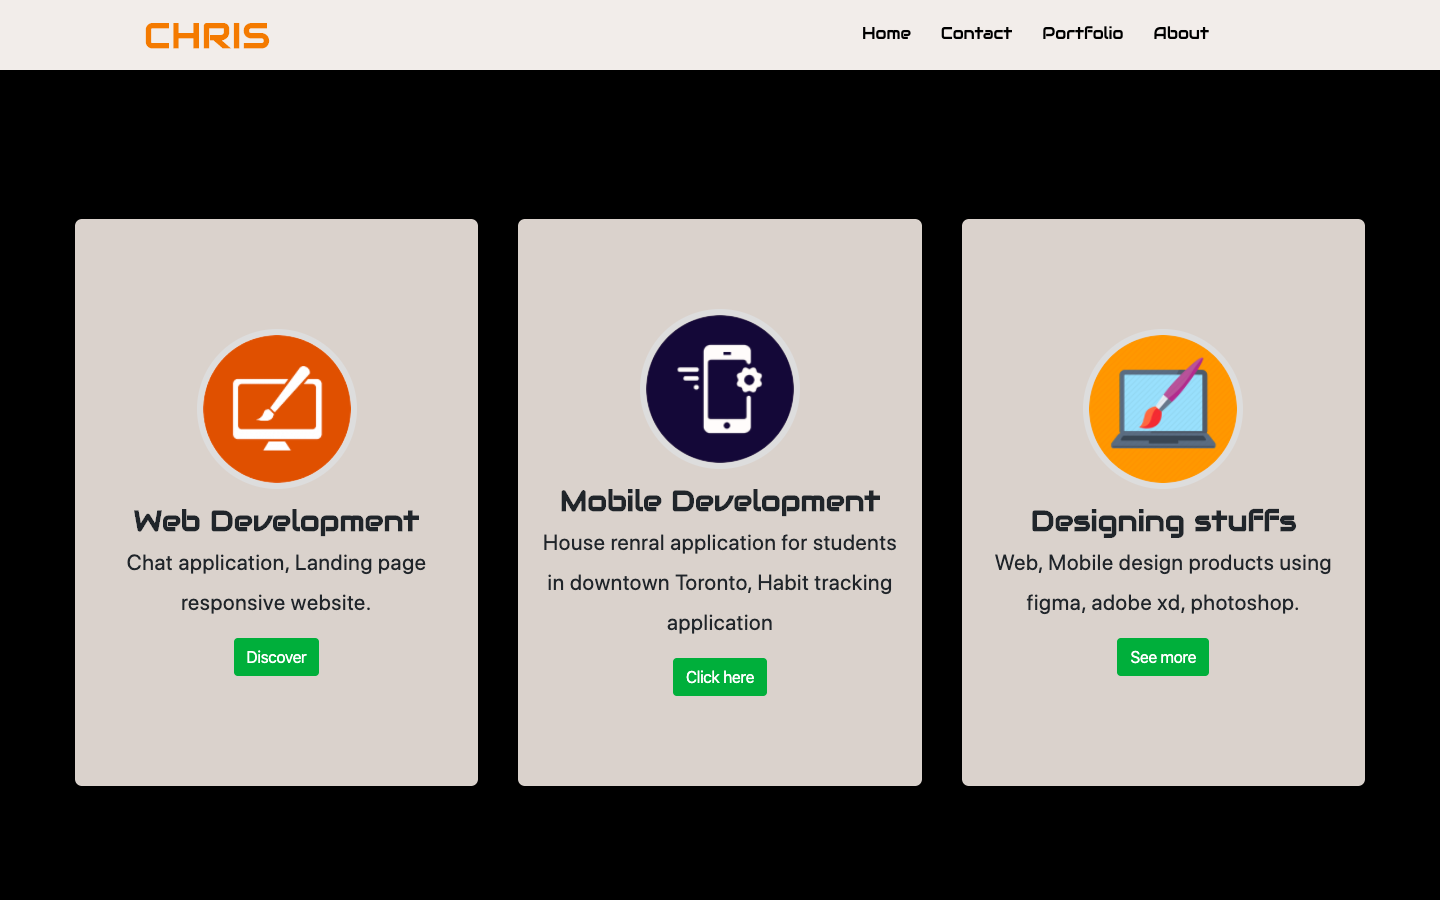 CHRIS
Home Contact Portfolio About
Web Development
Chat application, Landing page
responsive website.
Discover
Mobile Development
House renral application for students
in downtown Toronto, Habit tracking
application
Click here
Designing stuffs
Web, Mobile design products using
figma, adobe xd, photoshop.
See more